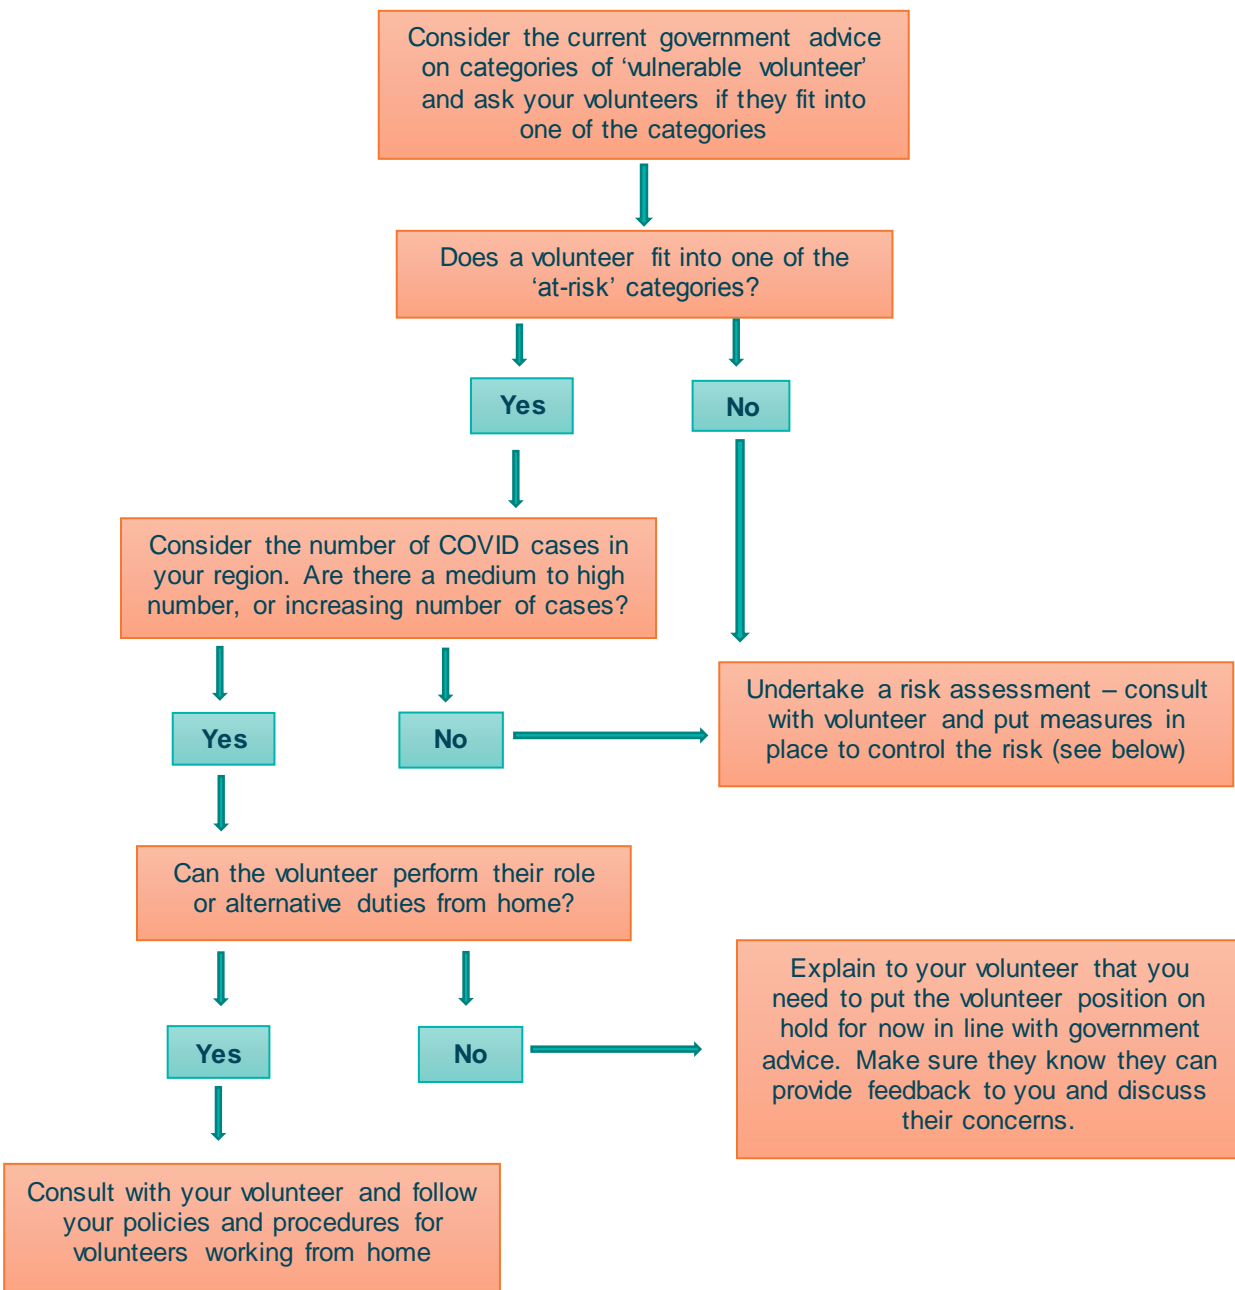 Consider the current government advice
on categories of ‘vulnerable volunteer’
and ask your volunteers if they fit into
one of the categories
Does a volunteer fit into one of the
‘at-risk’ categories?
Yes
No
Consider the number of COVID cases in
your region. Are there a medium to high
number, or increasing number of cases?
Undertake a risk assessment – consult
with volunteer and put measures in
place to control the risk (see below)
Yes
No
Can the volunteer perform their role
or alternative duties from home?
Explain to your volunteer that you
need to put the volunteer position on
hold for now in line with government
advice. Make sure they know they can
provide feedback to you and discuss
their concerns.
Yes
No
Consult with your volunteer and follow
your policies and procedures for
volunteers working from home